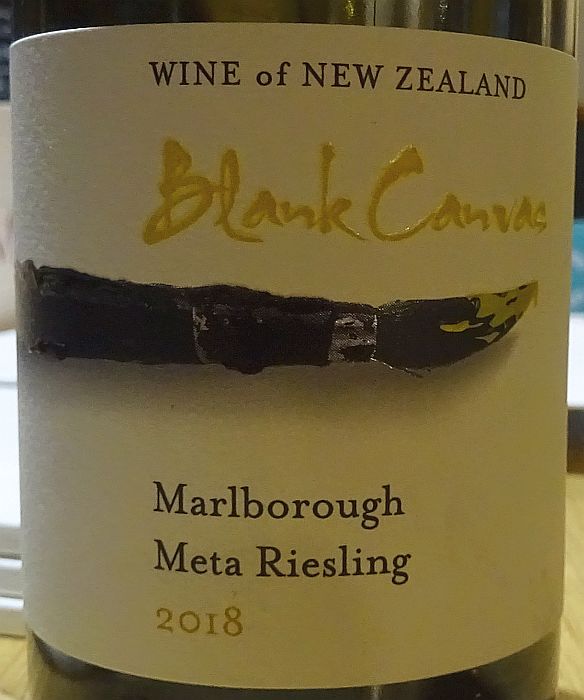 WINE of NEW ZEALAND
Blank Canvas
Marlborough
Meta Riesling
2018